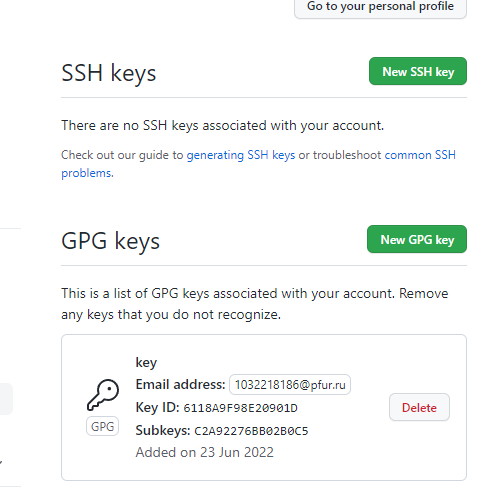 Go to your personal profile
SSH keys
New SSH key
There are no SSH keys associated with your account.
Check out our guide to generating SSH keys or troubleshoot common SSH
problems.
GPG keys
New GPG key
This is a list of GPG keys associated with your account. Remove
any keys that you do not recognize.
key
Email address: 1032218186@pfur.ru
Key ID: 6118A9F98E20901D
GPG
Subkeys: C2A92276BB02B0C5
Added on 23 Jun 2022
Delete